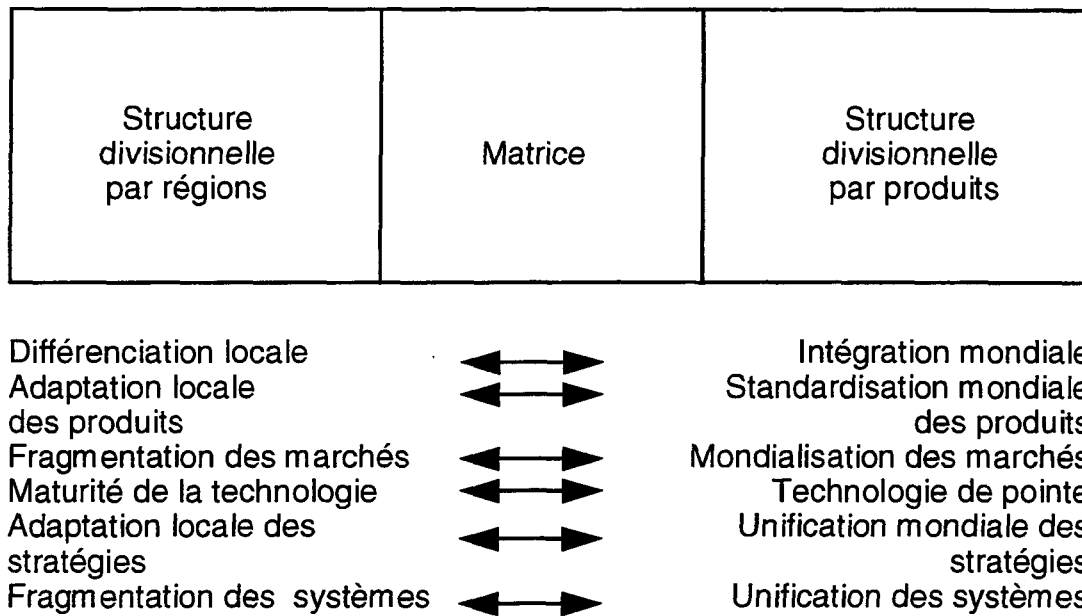 Structure
divisionnelle
par régions
Matrice
Structure
divisionnelle
par produits
Différenciation locale
Intégration mondiale
Adaptation locale
des produits
Standardisation mondiale
des produits
Fragmentation des marchés
Mondialisation des marchés
Maturité de la technologie
Technologie de pointe
Adaptation locale des
stratégies
Unification mondiale des
stratégies
Fragmentation des systèmes
Unification des systèmes